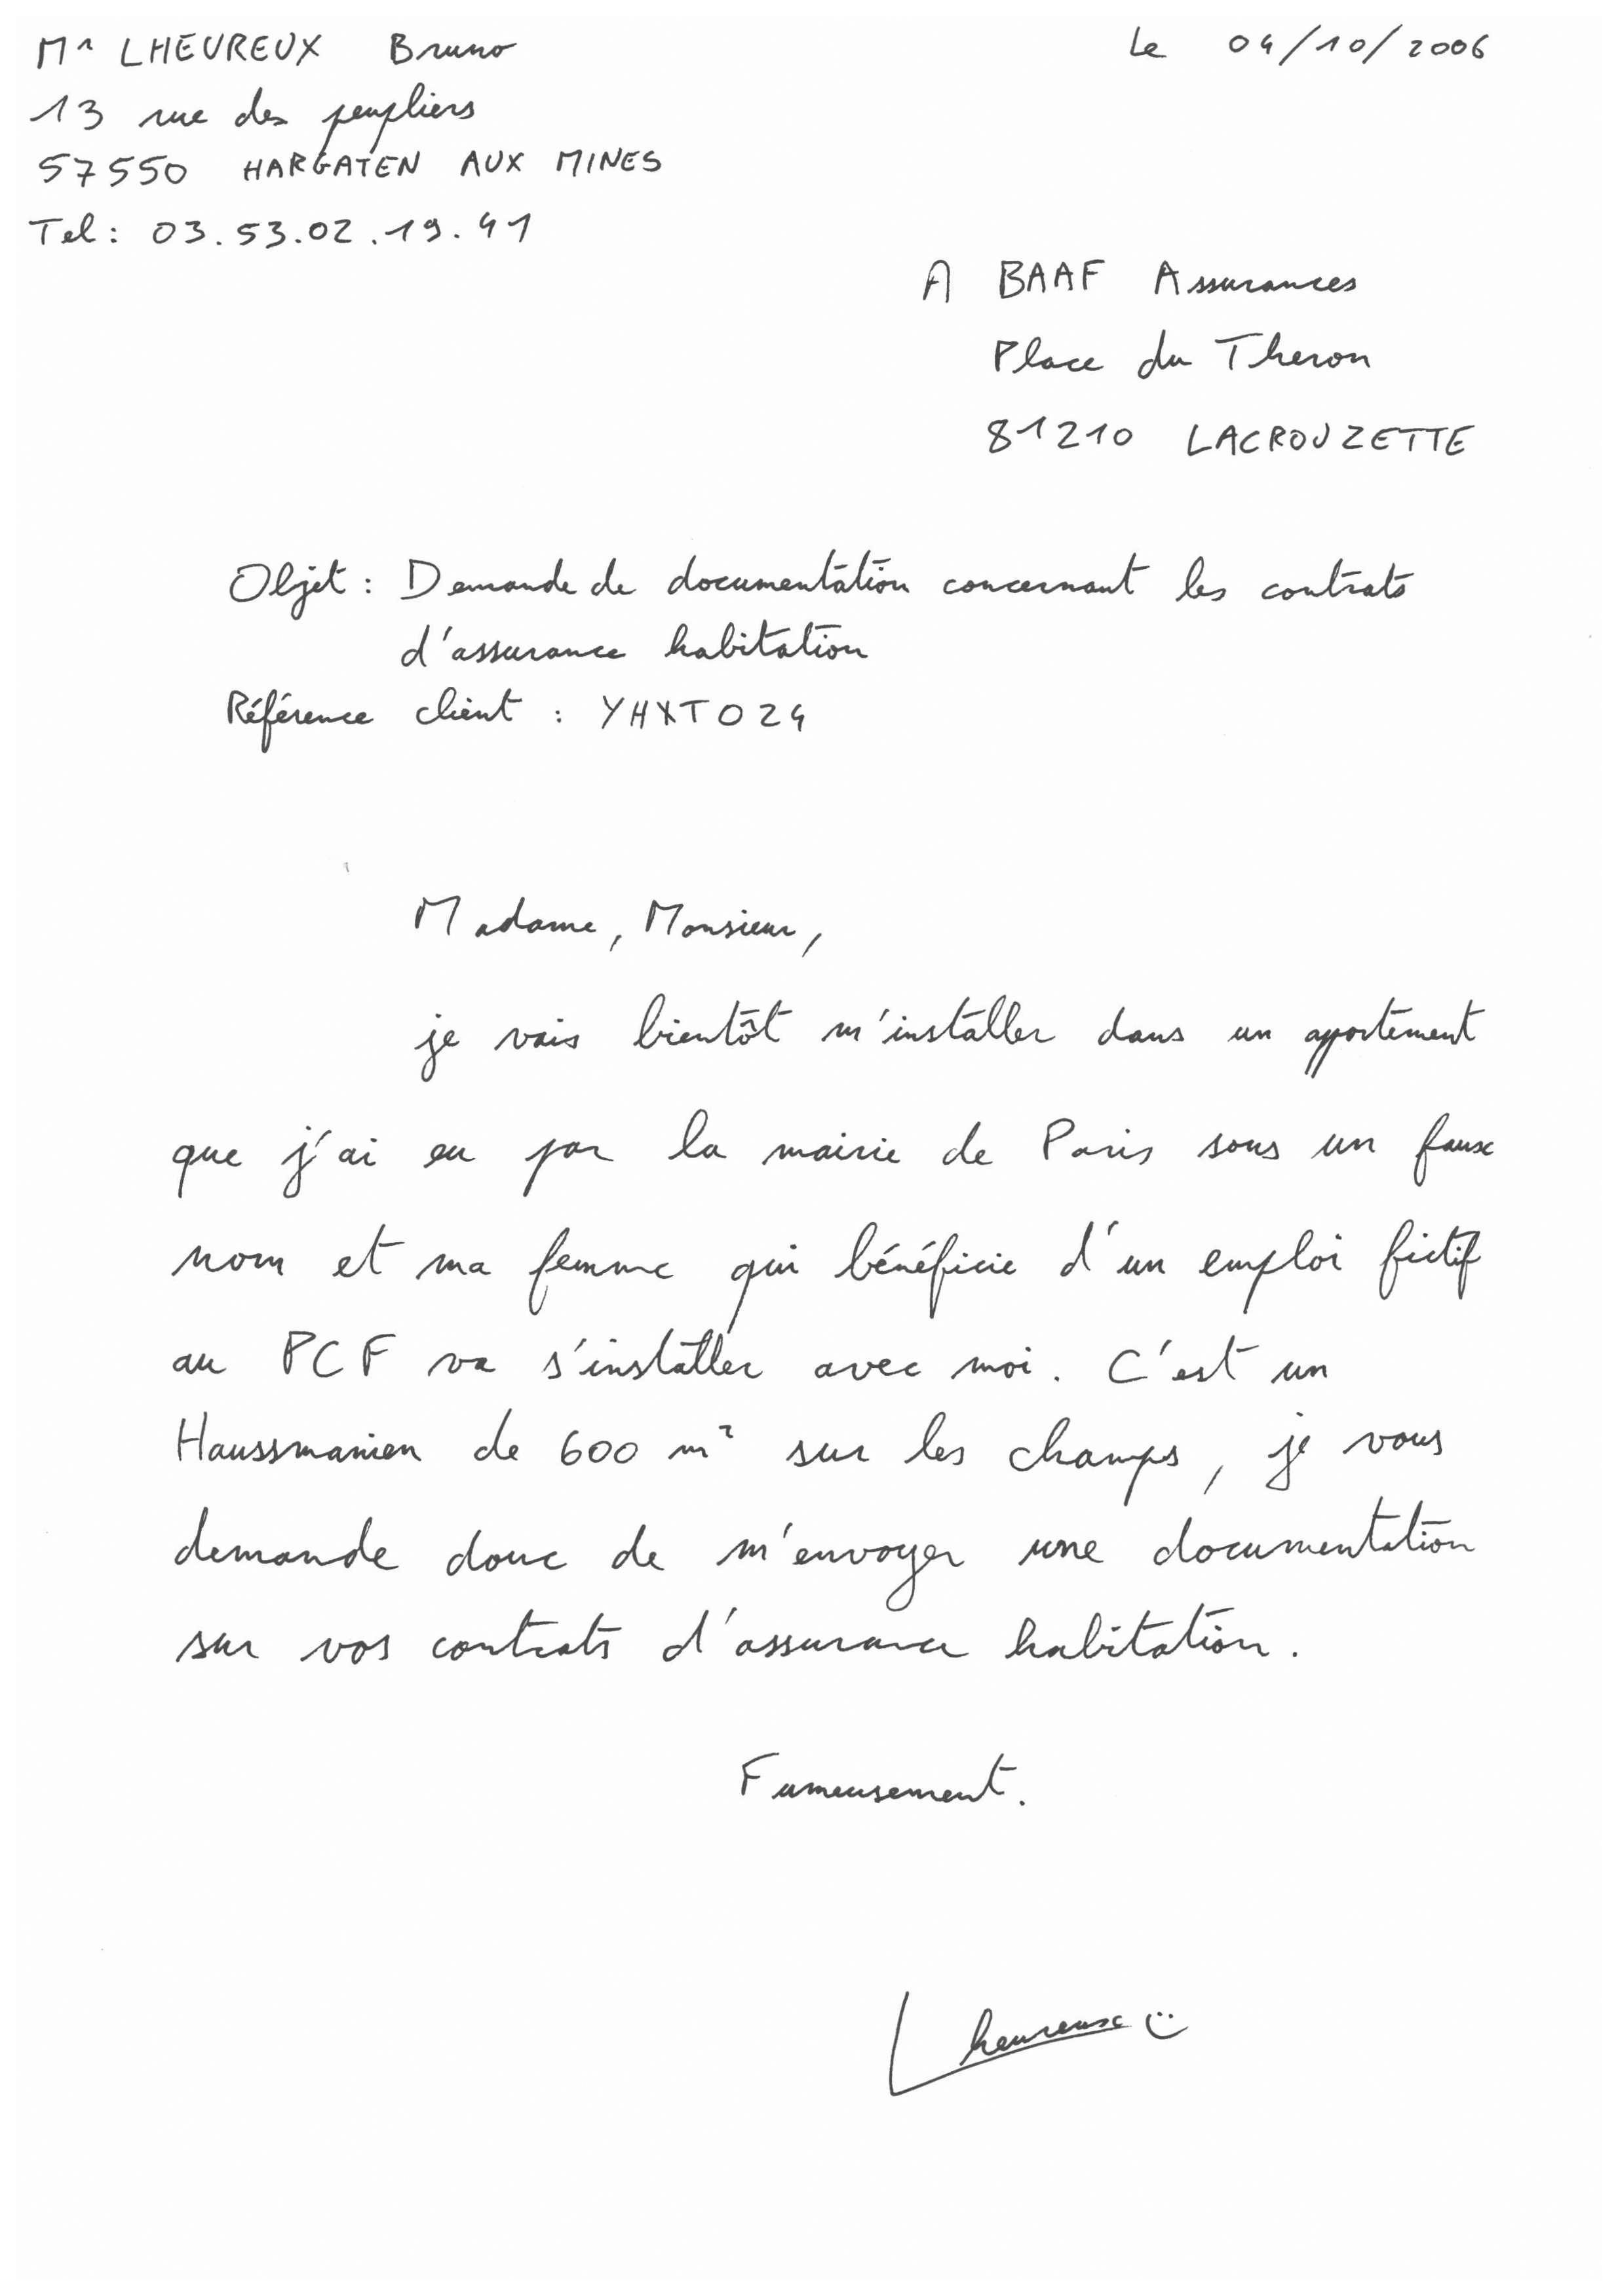 Mr LHEUREUX Bruno
Le 04/10/2006
13 rue des peupliers
57550 HARGATEN AUX MINES
Tel : 03.53.02.19.41
A BAAF Assurances
Place du Theron
81210 LACROUZETTE
Objet : Demande de documentation concernant les contrats
d'assurance habitation
Référence client : YHXTO24
Madame, Monsieur,
je vais bientôt m'installer dans un appartement
que j'ai eu par la mairie de Paris sous un faux
nom et ma femme qui bénéficie d'un emploi fictif
au PCF va s'installer avec moi. C'est un
Haussmanien de 600 m² sur les champs, je vous
demande donc de m'envoyer une documentation
sur vos contrats d'assurance habitation.
Fameusement.
Lheureux